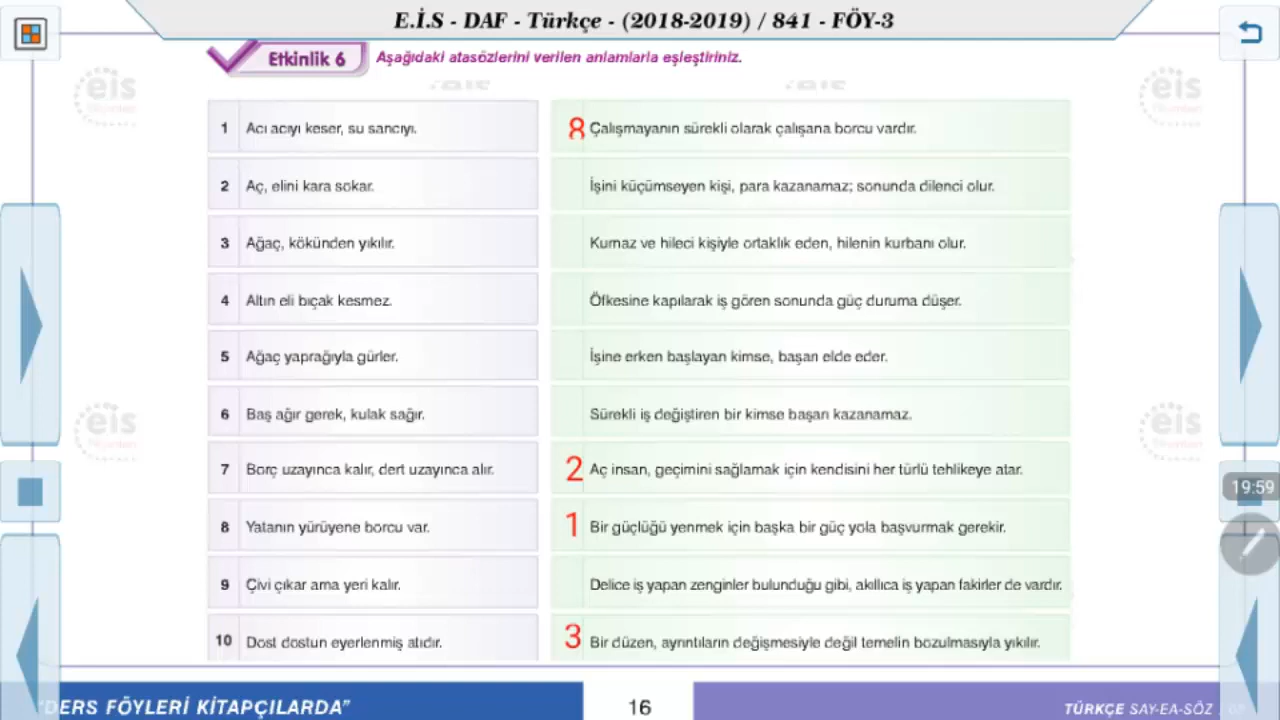 E.İ.S - DAF - Türkçe - (2018-2019) / 841 - FÖY-3
Etkinlik 6 Aşağıdaki atasözlerini verilen anlamlarla eşleştiriniz.
eis eis
1 Acı acıyı keser, su sancıyı.
8 Çalışmayanın sürekli olarak çalışana borcu vardır.
2 Aç, elini kara sokar.
İşini küçümseyen kişi, para kazanamaz; sonunda dilenci olur.
3 Ağaç, kökünden yıkılır.
Kurnaz ve hileci kişiyle ortaklık eden, hilenin kurbanı olur.
4 Altın eli bıçak kesmez.
Öfkesine kapılarak iş gören sonunda güç duruma düşer.
5 Ağaç yaprağıyla gürler.
İşine erken başlayan kimse, başarı elde eder.
6 Baş ağır gerek, kulak sağır.
Sürekli iş değiştiren bir kimse başarı kazanamaz.
eis eis
7 Borç uzayınca kalır, dert uzayınca alır.
2 Aç insan, geçimini sağlamak için kendisini her türlü tehlikeye atar.
19:59
8 Yatanın yürüyene borcu var.
1 Bir güçlüğü yenmek için başka bir güç yola başvurmak gerekir.
9 Çivi çıkar ama yeri kalır.
Delice iş yapan zenginler bulunduğu gibi, akıllıca iş yapan fakirler de vardır.
10 Dost dostun eyerlenmiş atıdır.
3 Bir düzen, ayrıntıların değişmesiyle değil temelin bozulmasıyla yıkılır.
"DERS FÖYLERİ KİTAPÇILARDA"
16
TÜRKÇE SAY-EA-SÖZ